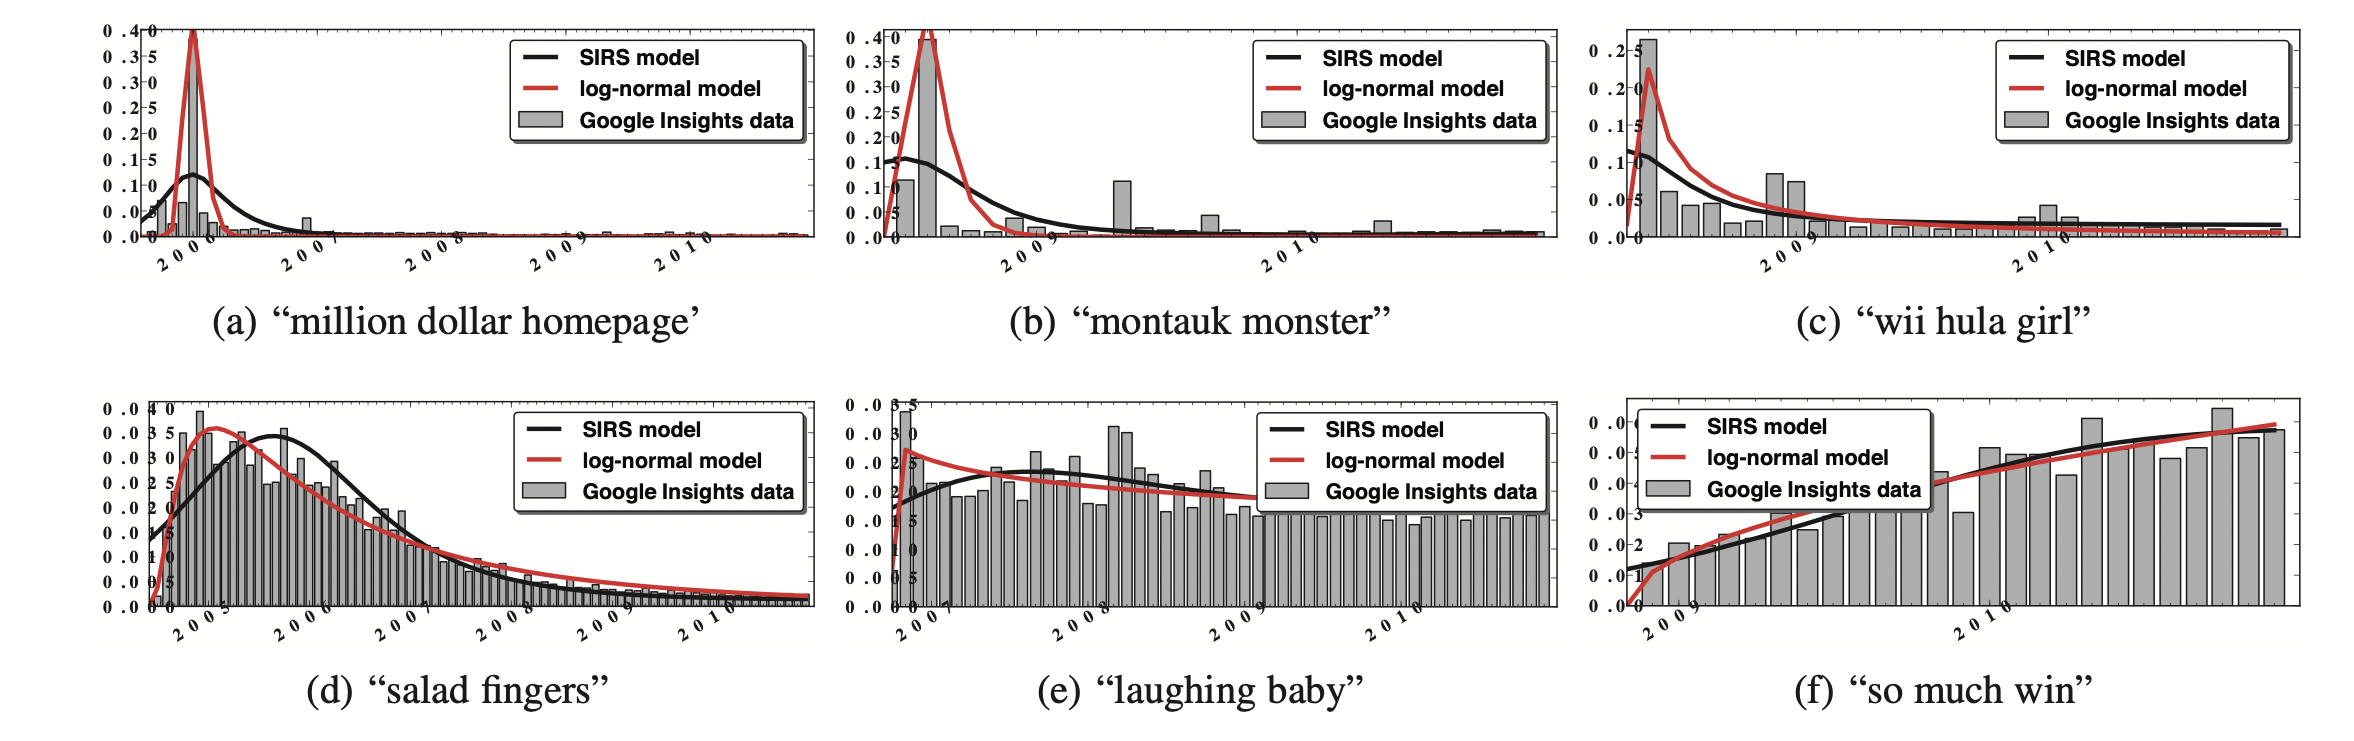 0.40
0.35
0.30
0.25
0.20
0.15
0.10
0.05
0.00
2006 2007 2008 2009 2010
SIRS model
log-normal model
Google Insights data
(a) “million dollar homepage’
0.40
0.35
0.30
0.25
0.20
0.15
0.10
0.05
0.00
2009 2010
SIRS model
log-normal model
Google Insights data
(b) “montauk monster”
0.25
0.20
0.15
0.10
0.05
0.00
2009 2010
SIRS model
log-normal model
Google Insights data
(c) “wii hula girl”
0.040
0.035
0.030
0.025
0.020
0.015
0.010
0.005
0.000
2005 2006 2007 2008 2009 2010
SIRS model
log-normal model
Google Insights data
(d) “salad fingers”
0.035
0.030
0.025
0.020
0.015
0.010
0.005
0.000
2007 2008 2009 2010
SIRS model
log-normal model
Google Insights data
(e) “laughing baby”
0.03
0.02
0.01
0.00
2009 2010
SIRS model
log-normal model
Google Insights data
(f) “so much win”